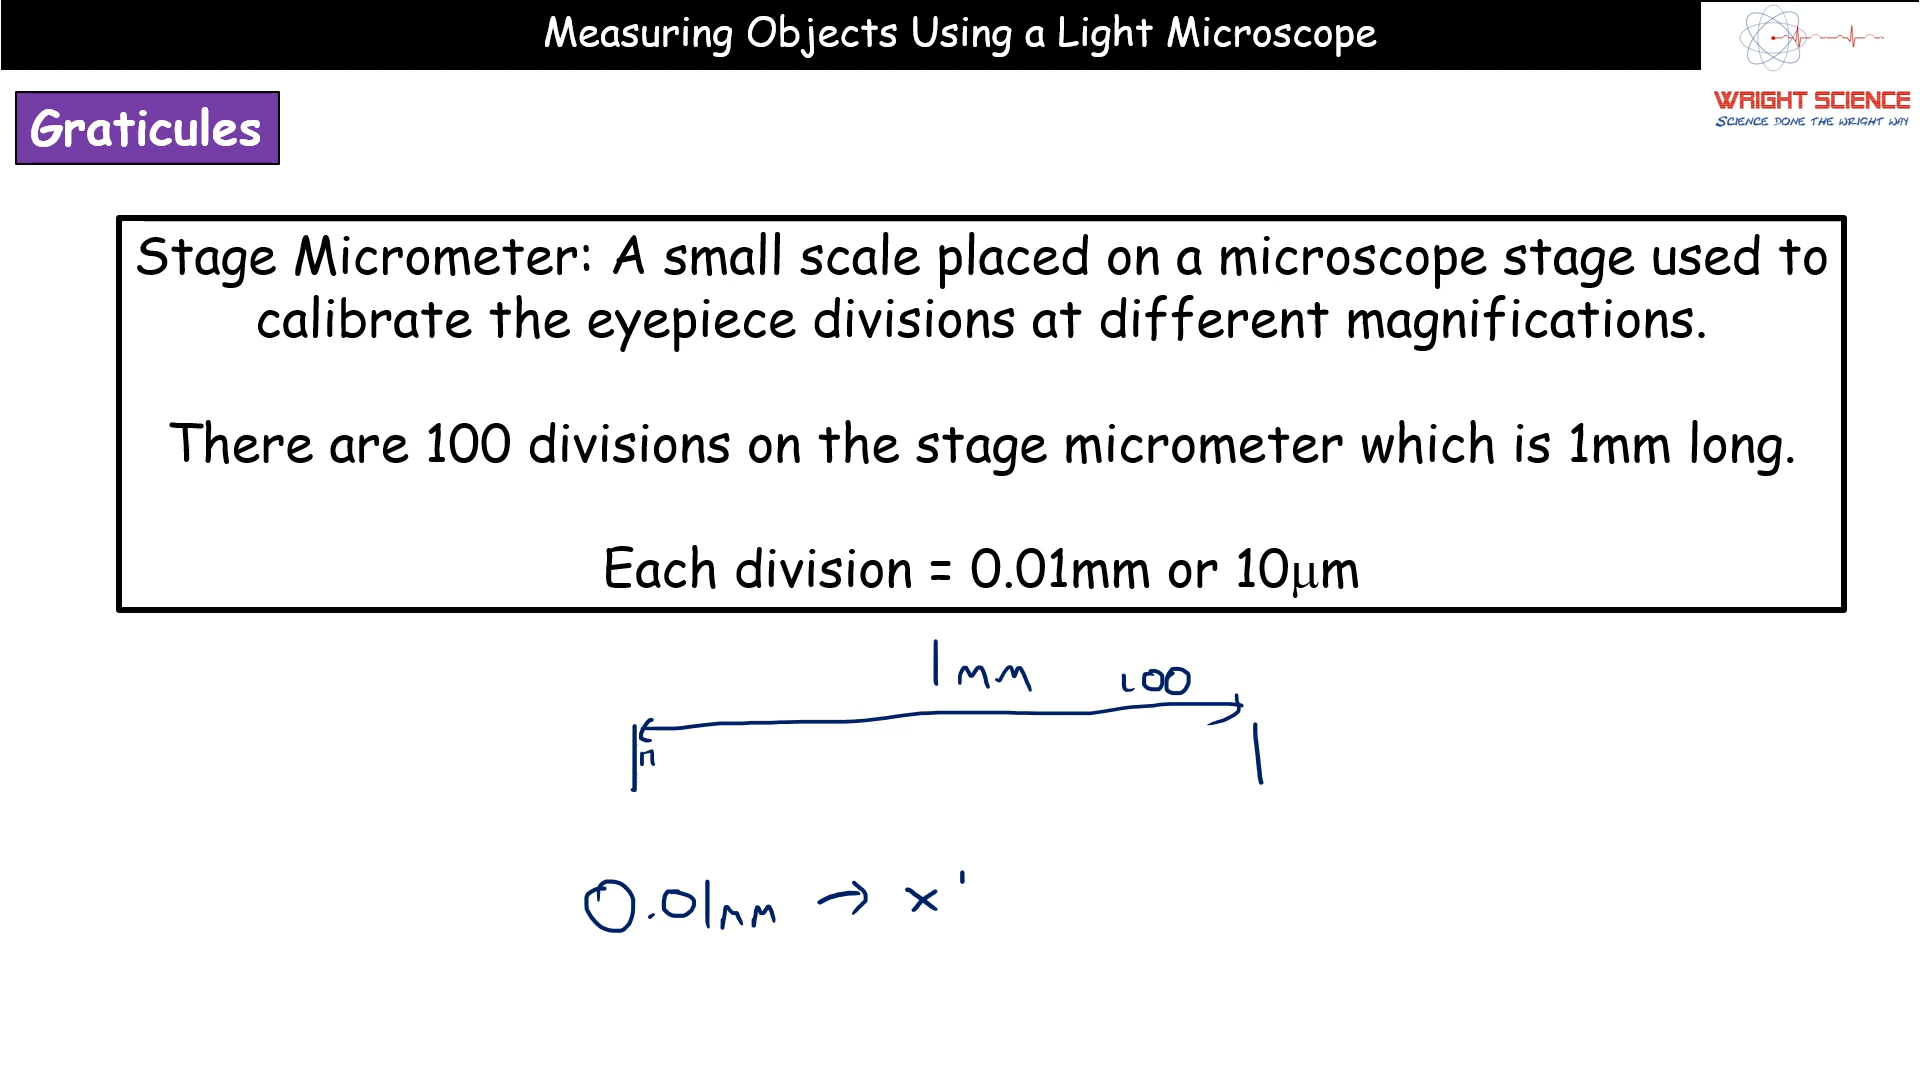 Measuring Objects Using a Light Microscope
WRIGHT SCIENCE
SCIENCE DONE THE WRIGHT WAY
Graticules
Stage Micrometer: A small scale placed on a microscope stage used to
calibrate the eyepiece divisions at different magnifications.
There are 100 divisions on the stage micrometer which is 1mm long.
Each division = 0.01mm or 10μm
1mm 100
0.01mm → x '